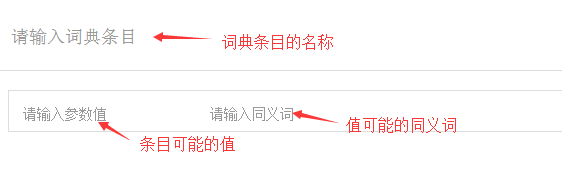 请输入词典条目
词典条目的名称
请输入参数值
请输入同义词
值可能的同义词
条目可能的值